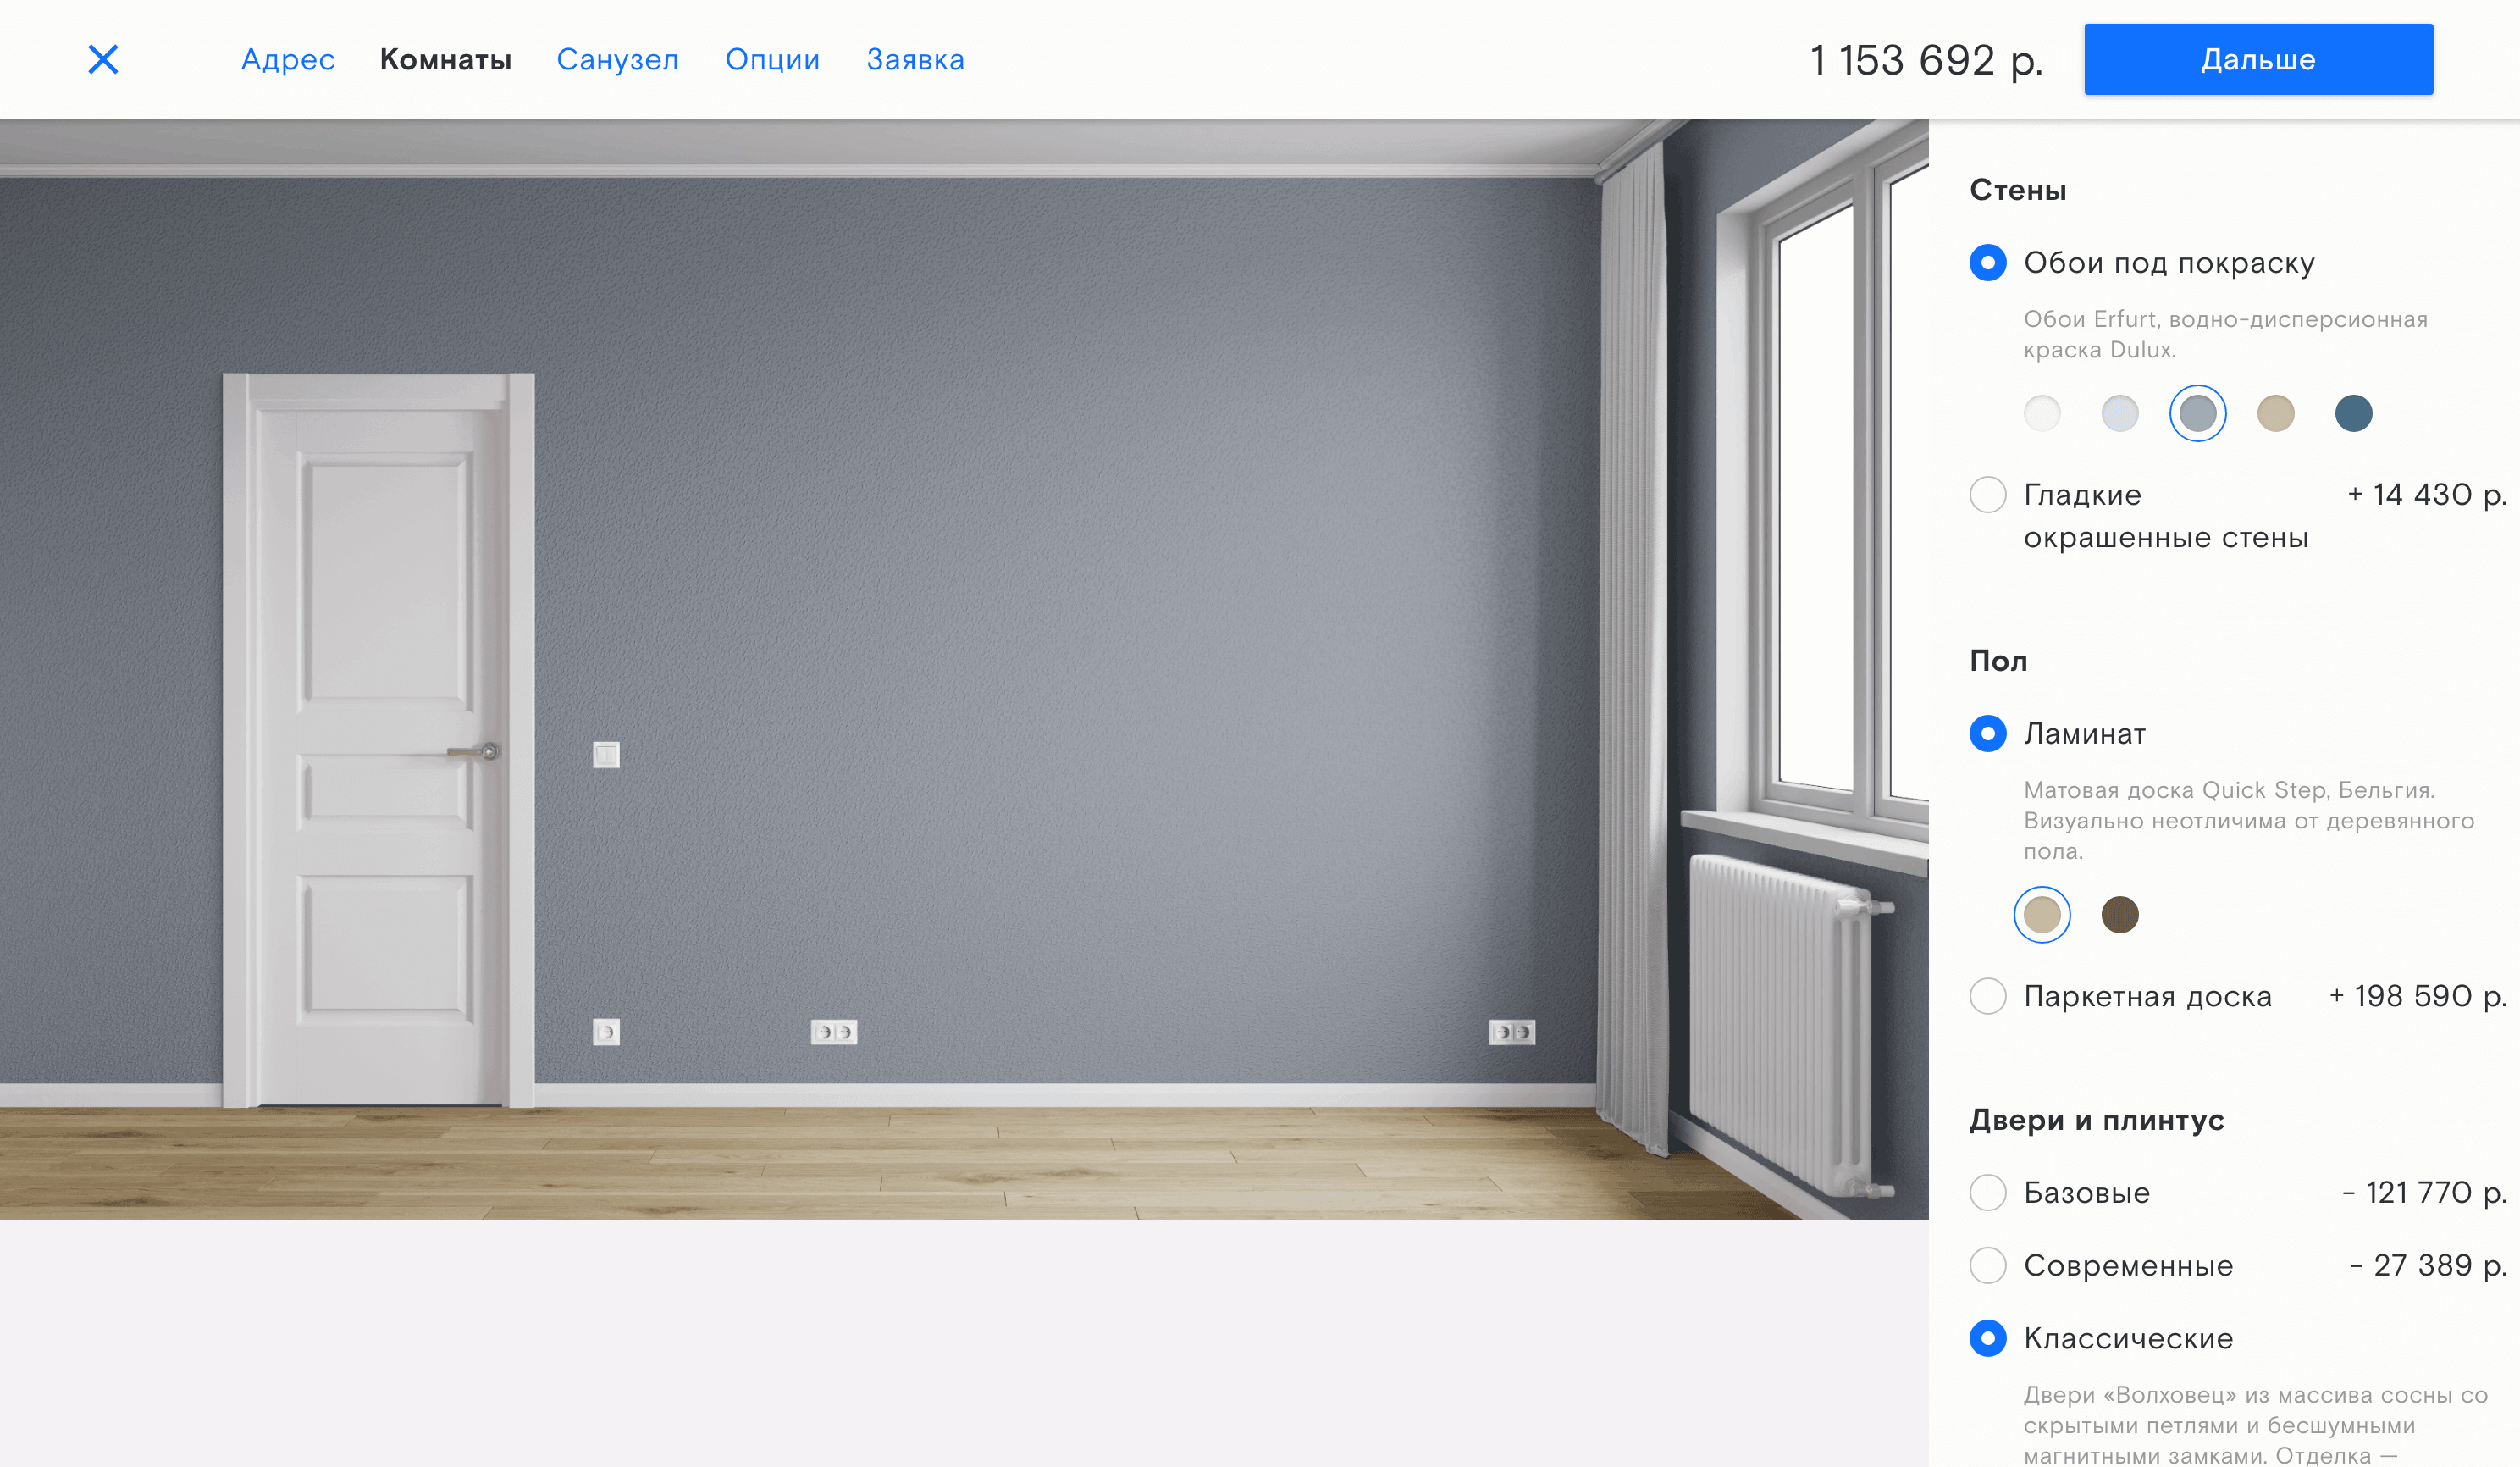 Адрес Комнаты Санузел Опции Заявка 1 153 692 р. Дальше
Стены
Обои под покраску
Обои Erfurt, водно-дисперсионная
краска Dulux.
Гладкие + 14 430 р.
окрашенные стены
Пол
Ламинат
Матовая доска Quick Step, Бельгия.
Визуально неотличима от деревянного
пола.
Паркетная доска + 198 590 р.
Двери и плинтус
Базовые - 121 770 р.
Современные - 27 389 р.
Классические
Двери «Волховец» из массива сосны со
скрытыми петлями и бесшумными
магнитными замками. Отделка —